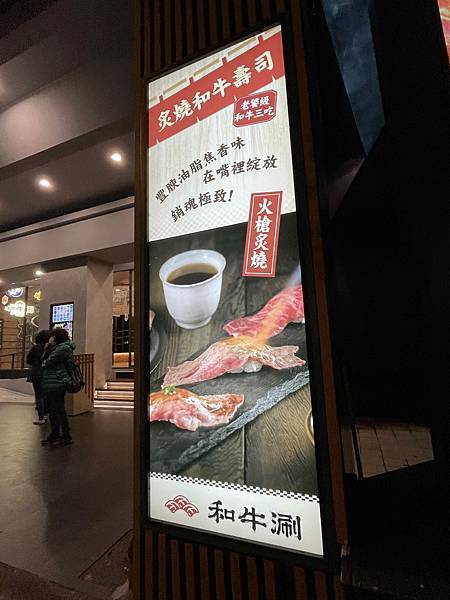 炙燒和牛壽司
老饕級
和牛三吃
豐腴油脂焦香味
在嘴裡綻放
銷魂極致!
火槍炙燒
和牛涮